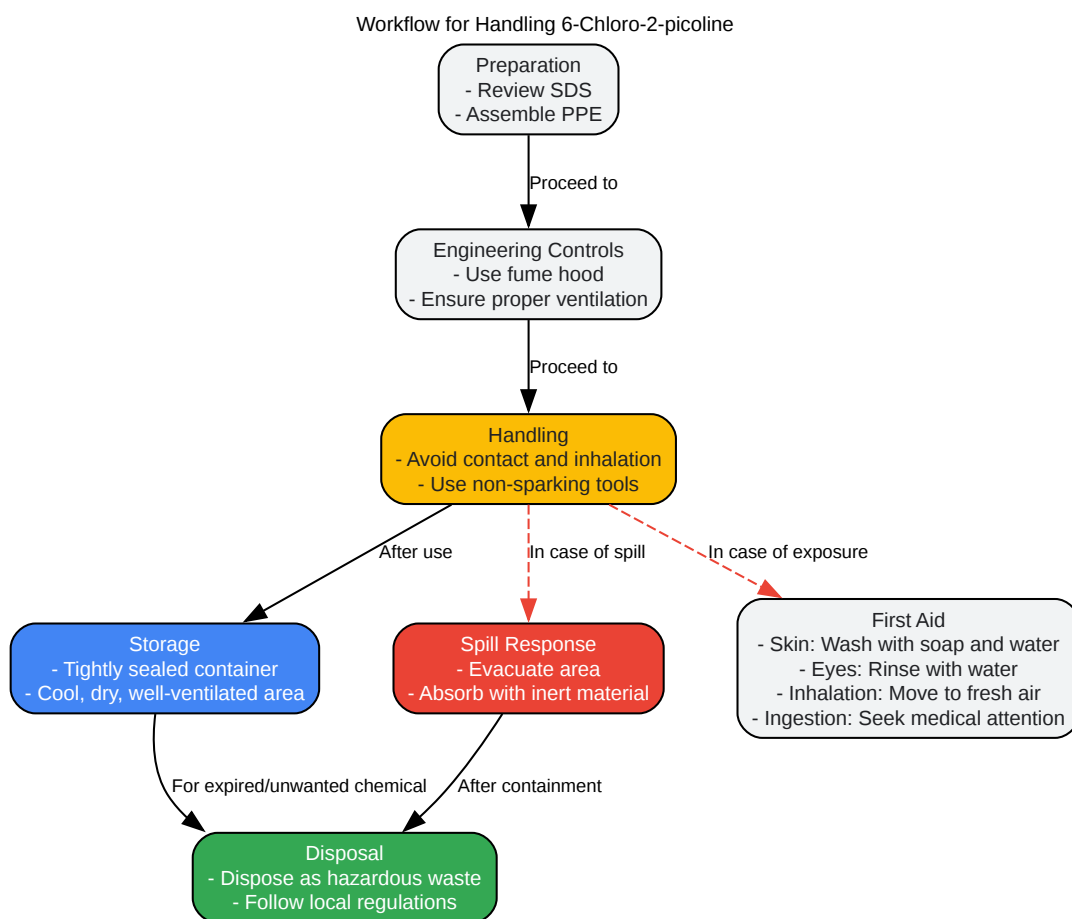 Workflow for Handling 6-Chloro-2-picoline
Preparation
- Review SDS
- Assemble PPE
Proceed to
Engineering Controls
- Use fume hood
- Ensure proper ventilation
Proceed to
Handling
- Avoid contact and inhalation
- Use non-sparking tools
After use
In case of spill
In case of exposure
Storage
- Tightly sealed container
- Cool, dry, well-ventilated area
Spill Response
- Evacuate area
- Absorb with inert material
First Aid
- Skin: Wash with soap and water
- Eyes: Rinse with water
- Inhalation: Move to fresh air
- Ingestion: Seek medical attention
For expired/unwanted chemical
After containment
Disposal
- Dispose as hazardous waste
- Follow local regulations